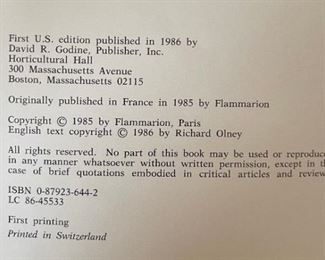 First U.S. edition published in 1986 by
David R. Godine, Publisher, Inc.
Horticultural Hall
300 Massachusetts Avenue
Boston, Massachusetts 02115
Originally published in France in 1985 by Flammarion
Copyright © 1985 by Flammarion, Paris
English text copyright © 1986 by Richard Olney
All rights reserved. No part of this book may be used or reproduce
in any manner whatsoever without written permission, except in the
case of brief quotations embodied in critical articles and review
ISBN 0-87923-644-2
LC 86-45533
First printing
Printed in Switzerland